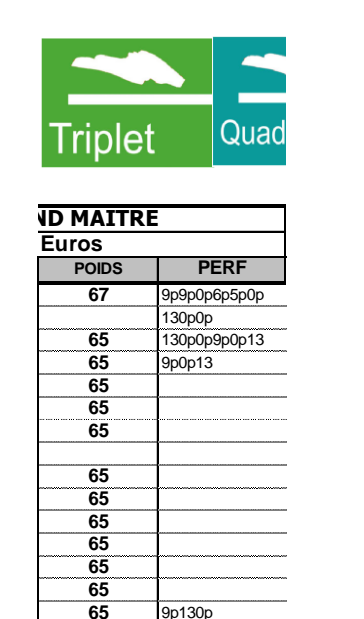 Triplet
Quad
ND MAITRE
Euros
POIDS PERF
67 9p9p0p6p5p0p
130p0p
65 130p0p9p0p13
65 9p0p13
65
65
65
65
65
65
65
65
65
65 9p130p